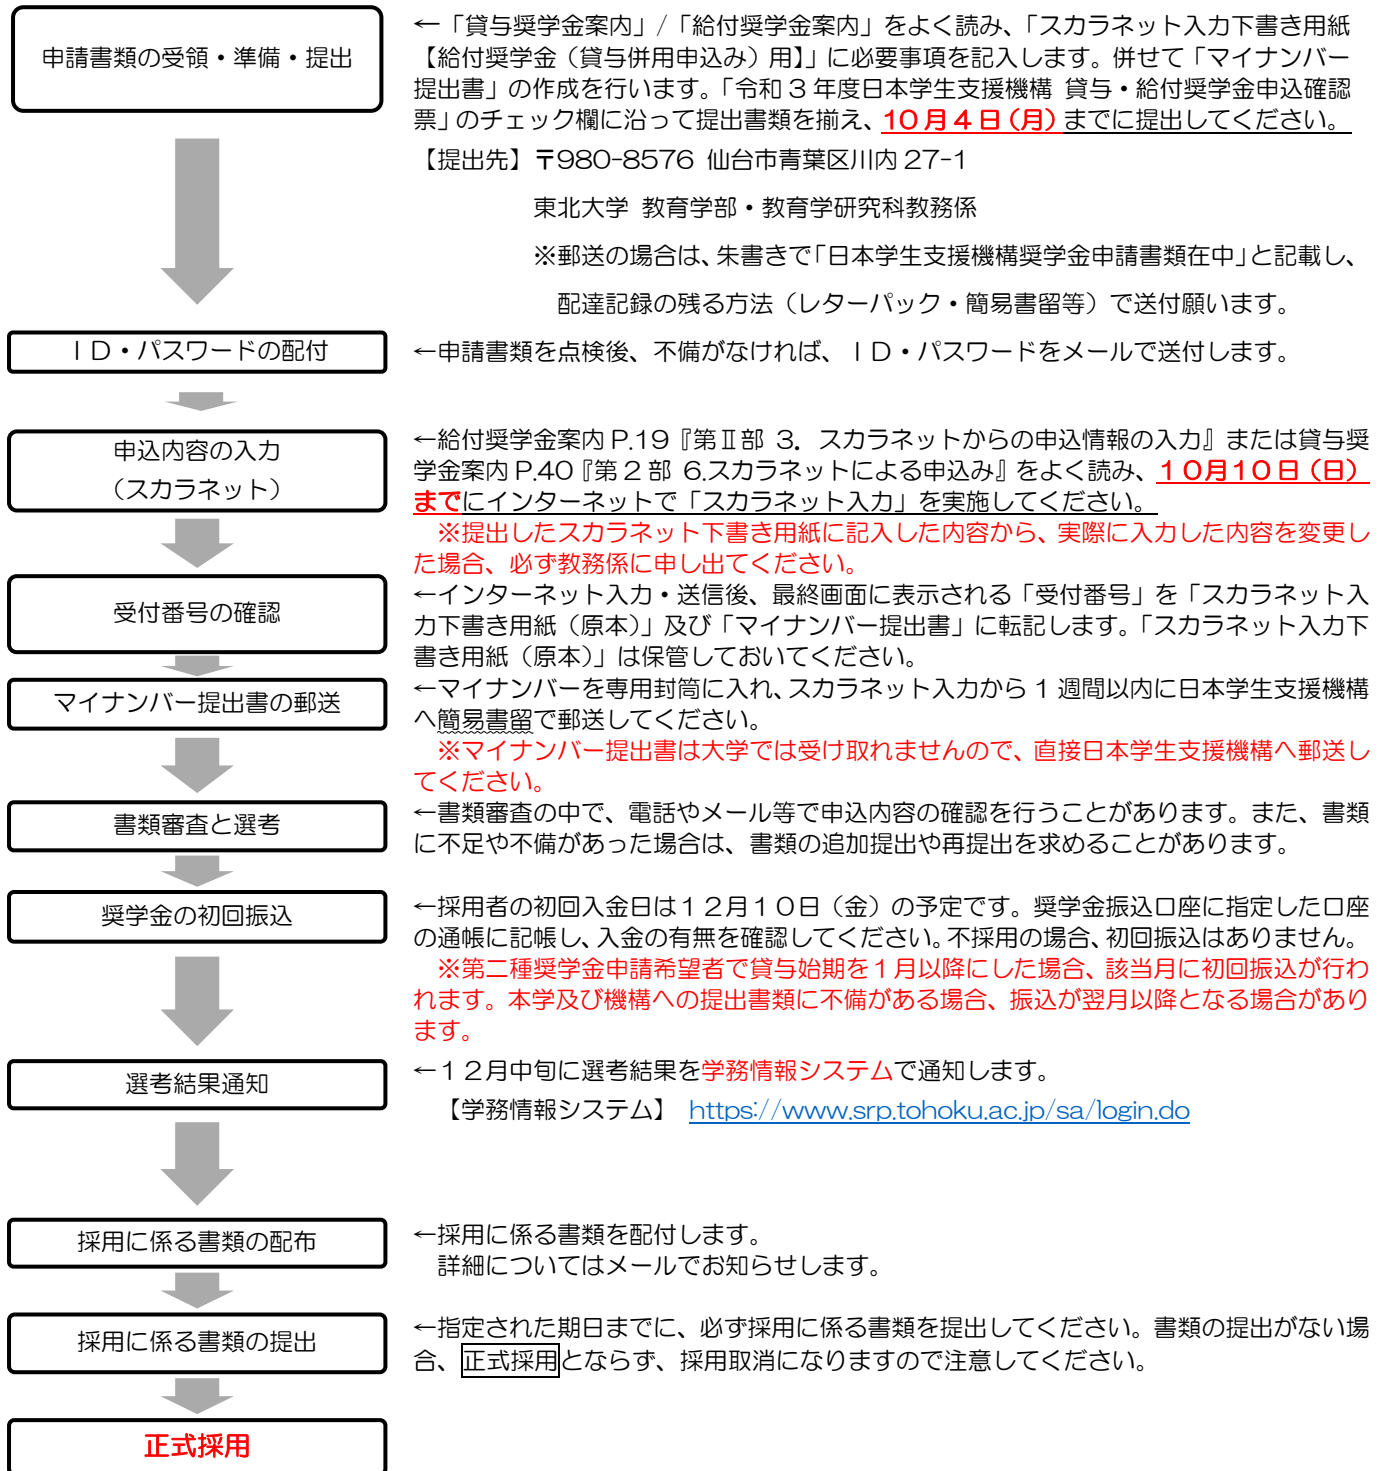 申請書類の受領・準備・提出
←「貸与奨学金案内」/「給付奨学金案内」をよく読み、「スカラネット入力下書き用紙
【給付奨学金（貸与併用申込み）用】」に必要事項を記入します。併せて「マイナンバー
提出書」の作成を行います。「令和３年度日本学生支援機構 貸与・給付奨学金申込確認
票」のチェック欄に沿って提出書類を揃え、10月4日（月）までに提出してください。
【提出先】〒980-8576 仙台市青葉区川内 27-1
東北大学 教育学部・教育学研究科教務係
※郵送の場合は、朱書きで「日本学生支援機構奨学金申請書類在中」と記載し、
配達記録の残る方法（レターパック・簡易書留等）で送付願います。
ＩＤ・パスワードの配付
←申請書類を点検後、不備がなければ、ＩＤ・パスワードをメールで送付します。
申込内容の入力
（スカラネット）
←給付奨学金案内 P.19『第Ⅱ部 3．スカラネットからの申込情報の入力』または貸与奨
学金案内 P.40『第２部 6.スカラネットによる申込み』をよく読み、１０月１０日（日）
までにインターネットで「スカラネット入力」を実施してください。
※提出したスカラネット下書き用紙に記入した内容から、実際に入力した内容を変更し
た場合、必ず教務係に申し出てください。
受付番号の確認
←インターネット入力・送信後、最終画面に表示される「受付番号」を「スカラネット入
力下書き用紙（原本）」及び「マイナンバー提出書」に転記します。「スカラネット入力下
書き用紙（原本）」は保管しておいてください。
マイナンバー提出書の郵送
←マイナンバーを専用封筒に入れ、スカラネット入力から１週間以内に日本学生支援機構
へ簡易書留で郵送してください。
※マイナンバー提出書は大学では受け取れませんので、直接日本学生支援機構へ郵送し
てください。
書類審査と選考
←書類審査の中で、電話やメール等で申込内容の確認を行うことがあります。また、書類
に不足や不備があった場合は、書類の追加提出や再提出を求めることがあります。
奨学金の初回振込
←採用者の初回入金日は１２月１０日（金）の予定です。奨学金振込口座に指定した口座
の通帳に記帳し、入金の有無を確認してください。不採用の場合、初回振込はありません。
※第二種奨学金申請希望者で貸与始期を１月以降にした場合、該当月に初回振込が行わ
れます。本学及び機構への提出書類に不備がある場合、振込が翌月以降となる場合があり
ます。
選考結果通知
←１２月中旬に選考結果を学務情報システムで通知します。
【学務情報システム】 https://www.srp.tohoku.ac.jp/sa/login.do
採用に係る書類の配布
←採用に係る書類を配付します。
詳細についてはメールでお知らせします。
採用に係る書類の提出
←指定された期日までに、必ず採用に係る書類を提出してください。書類の提出がない場
合、正式採用とならず、採用取消になりますので注意してください。
正式採用